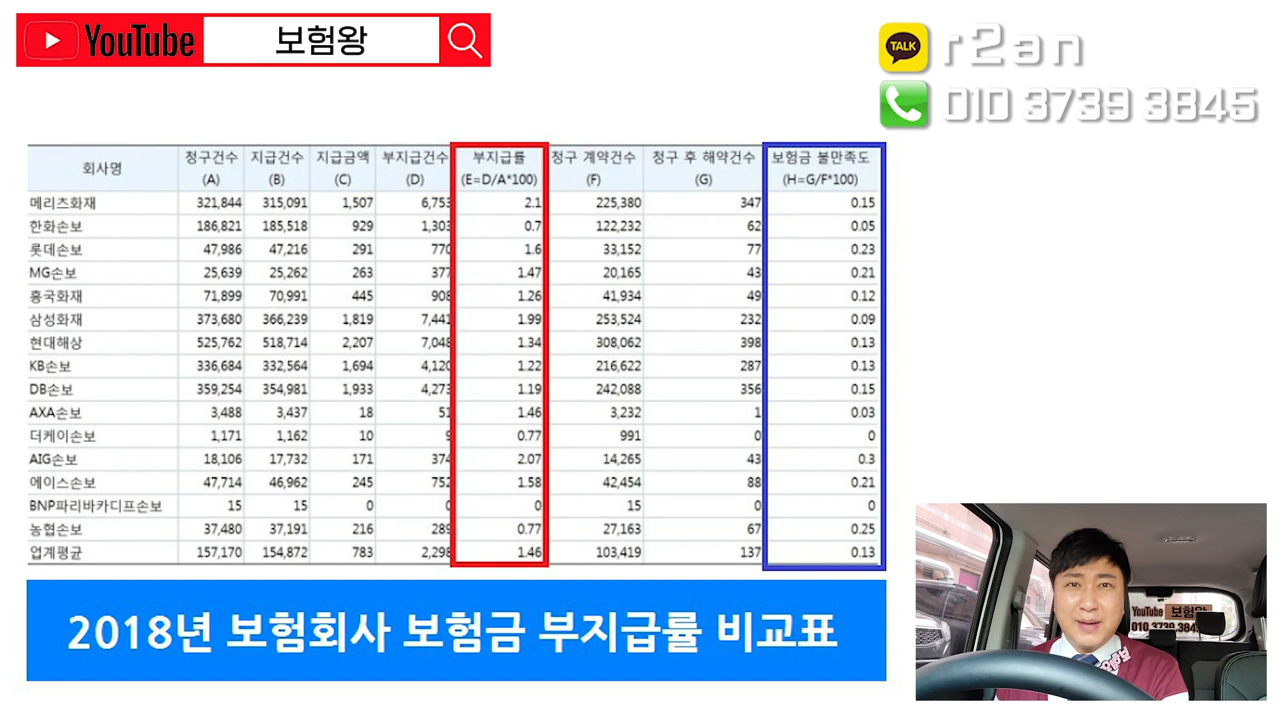 YouTube 보험왕
TALK r2an
010 3739 3845
회사명 청구건수 (A) 지급건수 (B) 지급금액 (C) 부지급건수 (D) 부지급률 (E=D/A*100) 청구 계약건수 (F) 청구 후 해약건수 (G) 보험금 불만족도 (H=G/F*100)
메리츠화재 321,844 315,091 1,507 6,753 2.1 225,380 347 0.15
한화손보 186,821 185,518 929 1,303 0.7 122,232 62 0.05
롯데손보 47,986 47,216 291 770 1.6 33,152 77 0.23
MG손보 25,639 25,262 263 377 1.47 20,165 43 0.21
흥국화재 71,899 70,991 445 908 1.26 41,934 49 0.12
삼성화재 373,680 366,239 1,819 7,441 1.99 253,524 232 0.09
현대해상 525,762 518,714 2,207 7,048 1.34 308,062 398 0.13
KB손보 336,684 332,564 1,694 4,120 1.22 216,622 287 0.13
DB손보 359,254 354,981 1,933 4,273 1.19 242,088 356 0.15
AXA손보 3,488 3,437 18 51 1.46 3,232 1 0.03
더케이손보 1,171 1,162 10 9 0.77 991 0 0
AIG손보 18,106 17,732 171 374 2.07 14,265 43 0.3
에이스손보 47,714 46,962 245 752 1.58 42,454 88 0.21
BNP파리바카디프손보 15 15 0 0 0 15 0 0
농협손보 37,480 37,191 216 289 0.77 27,163 67 0.25
업계평균 157,170 154,872 783 2,298 1.46 103,419 137 0.13
2018년 보험회사 보험금 부지급률 비교표
YouTube 보험왕
010 3739 3845